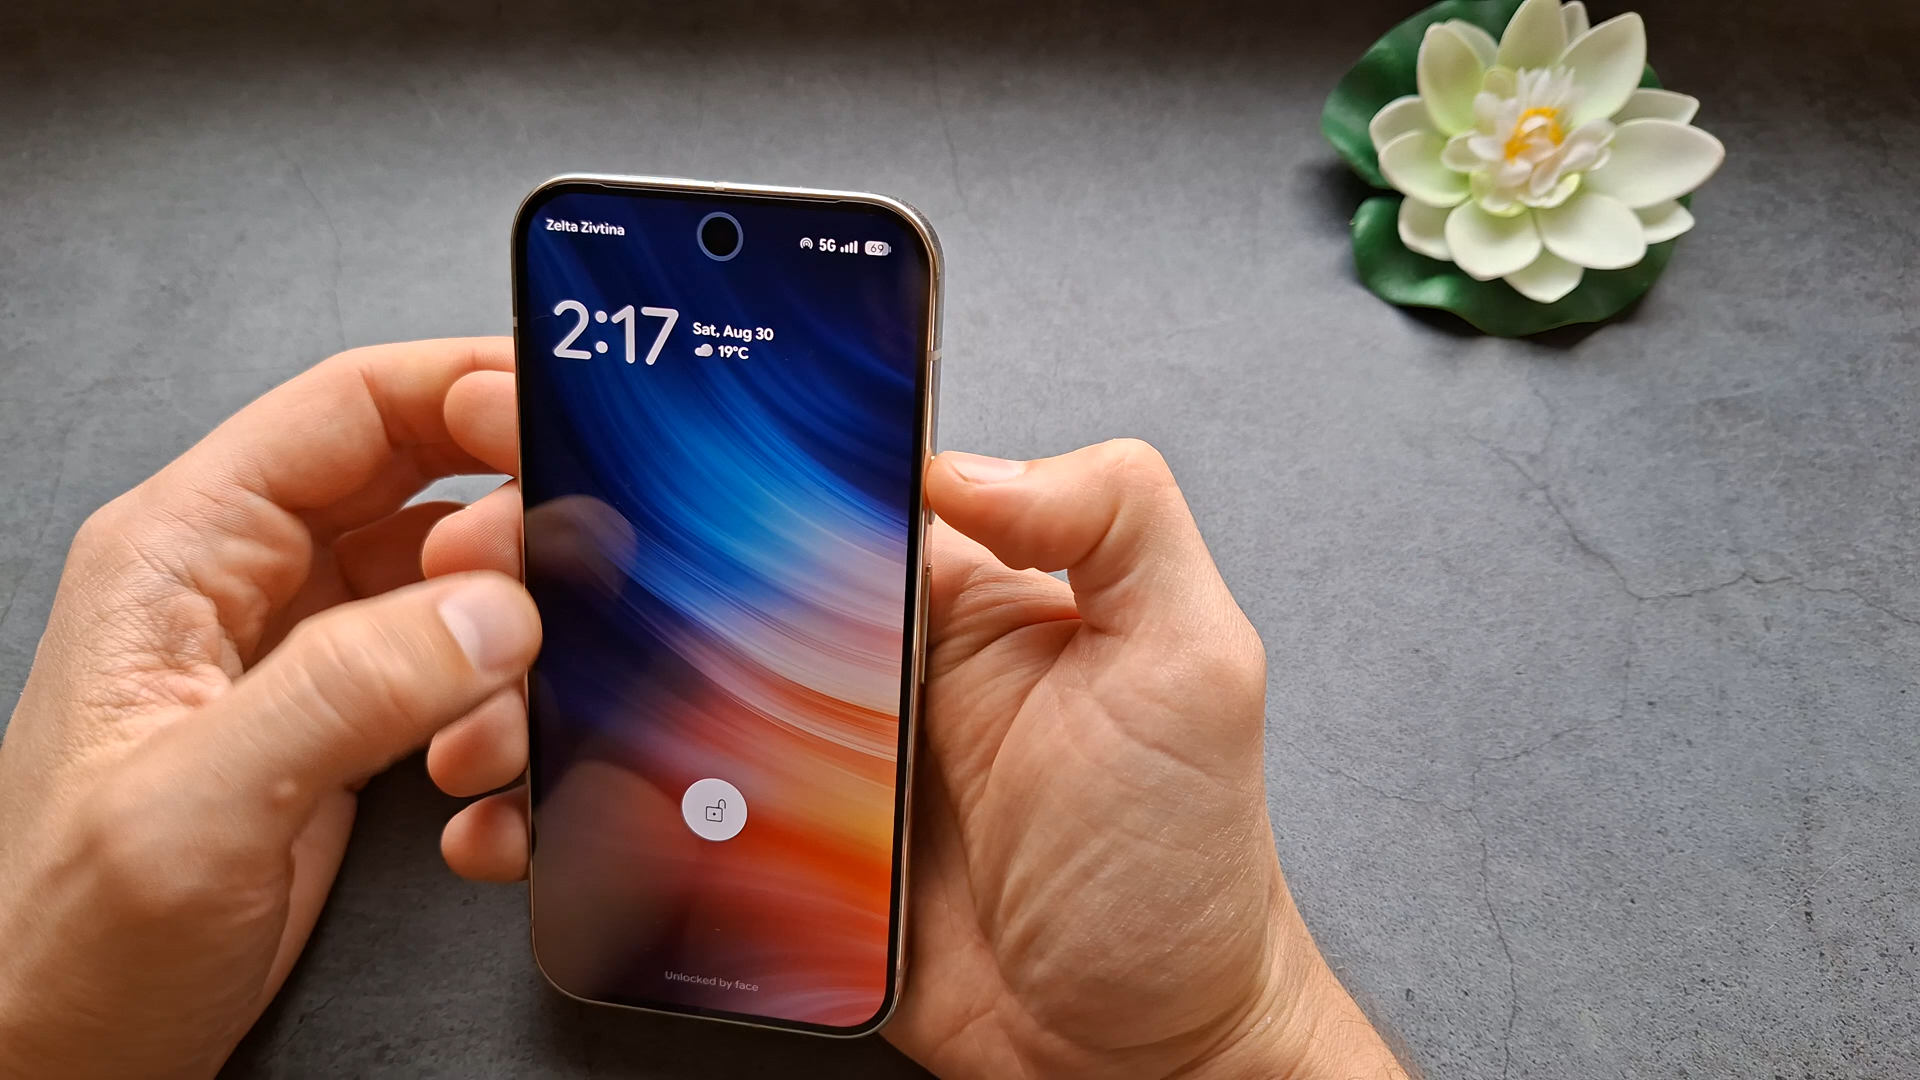 Zelta Zivtina
5G 69
2:17
Sat, Aug 30
19°C
Unlocked by face